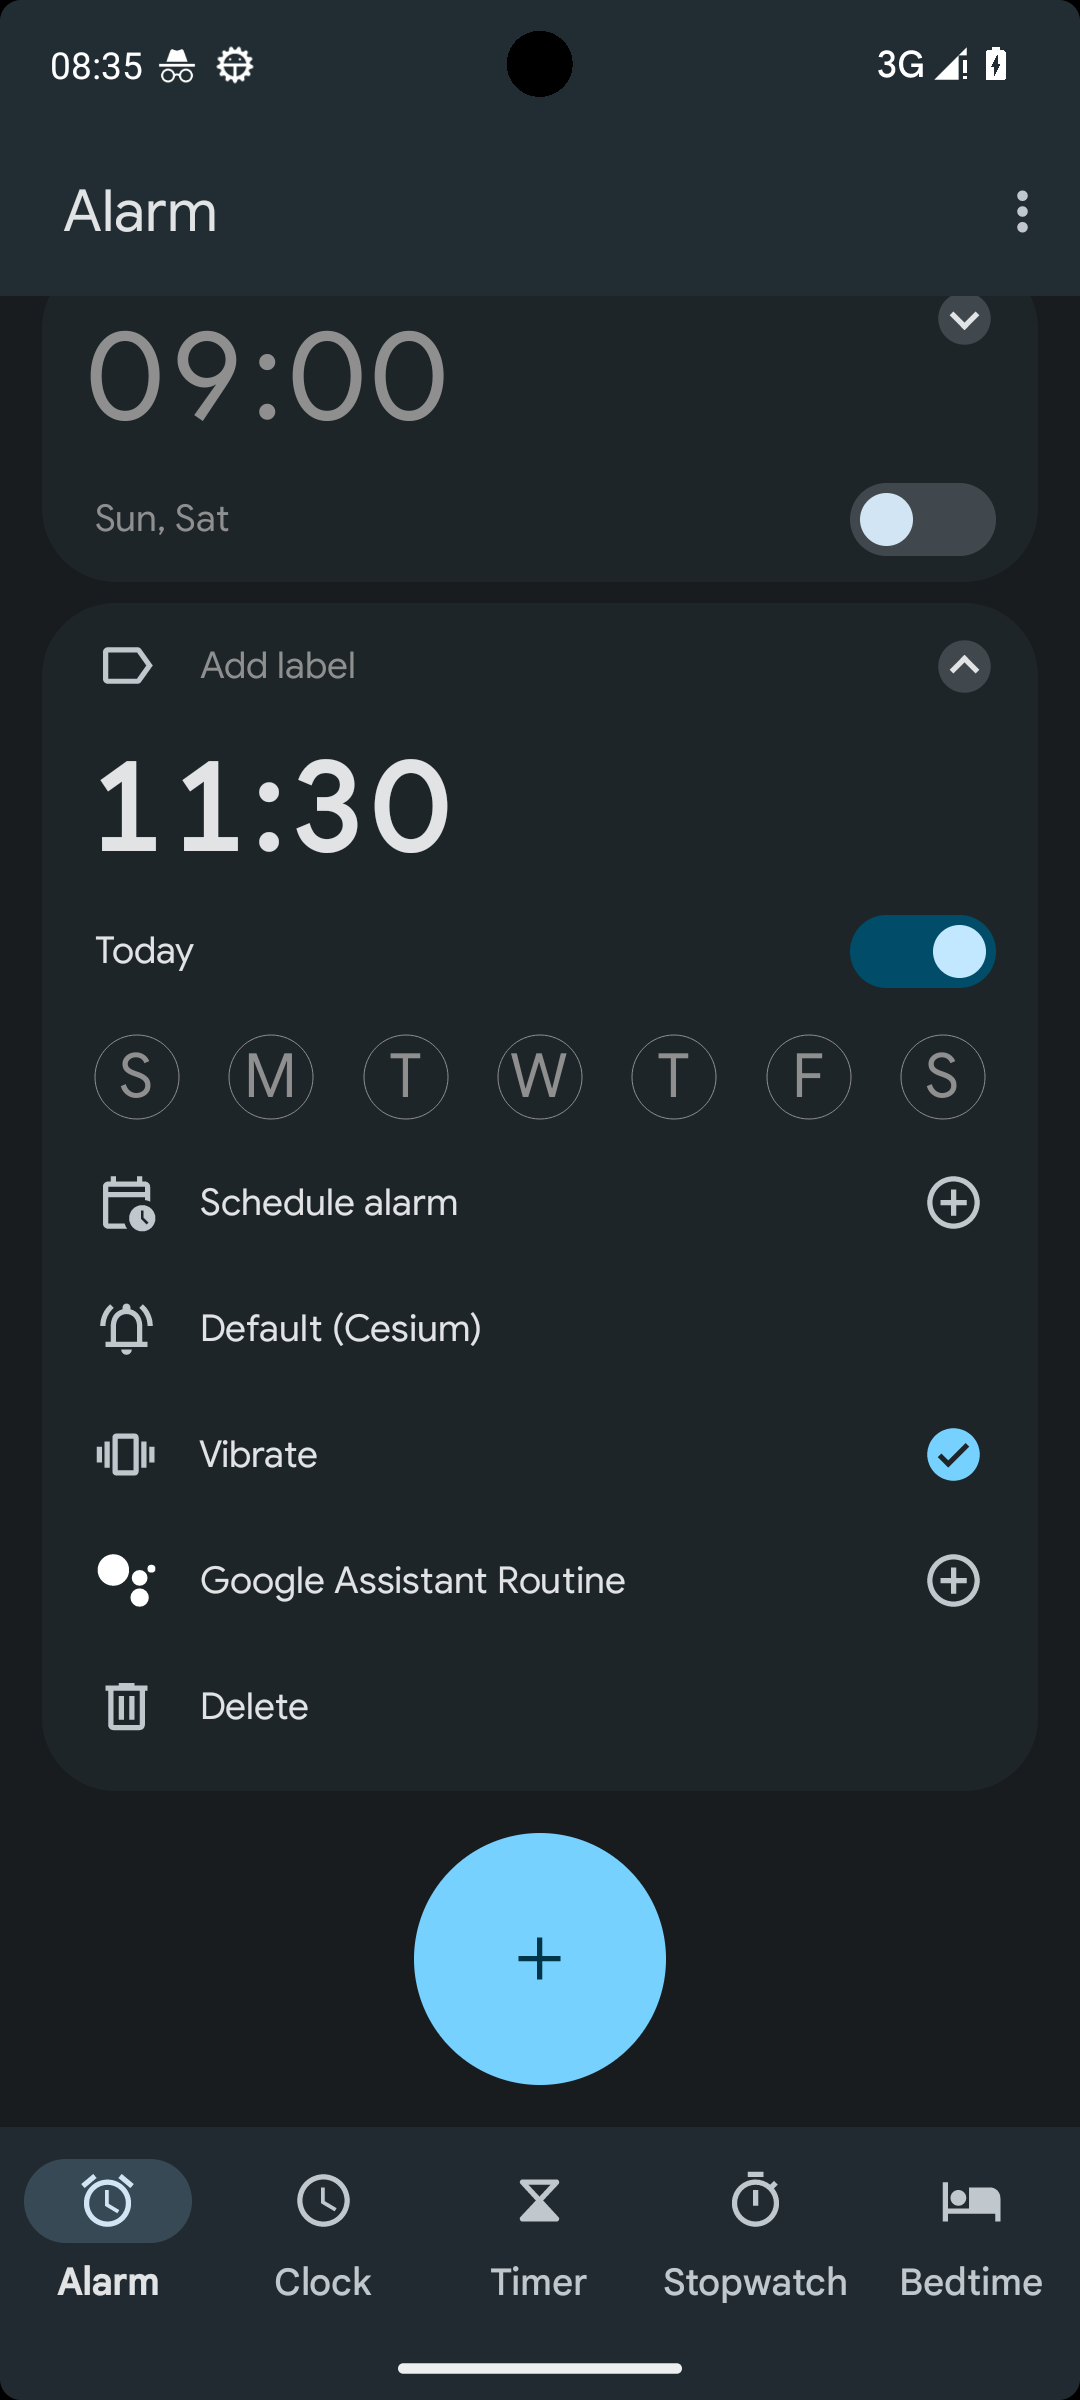 08:35
3G
Alarm
09:00
Sun, Sat
Add label
11:30
Today
S M T W T F S
Schedule alarm
Default (Cesium)
Vibrate
Google Assistant Routine
Delete
Alarm Clock Timer Stopwatch Bedtime